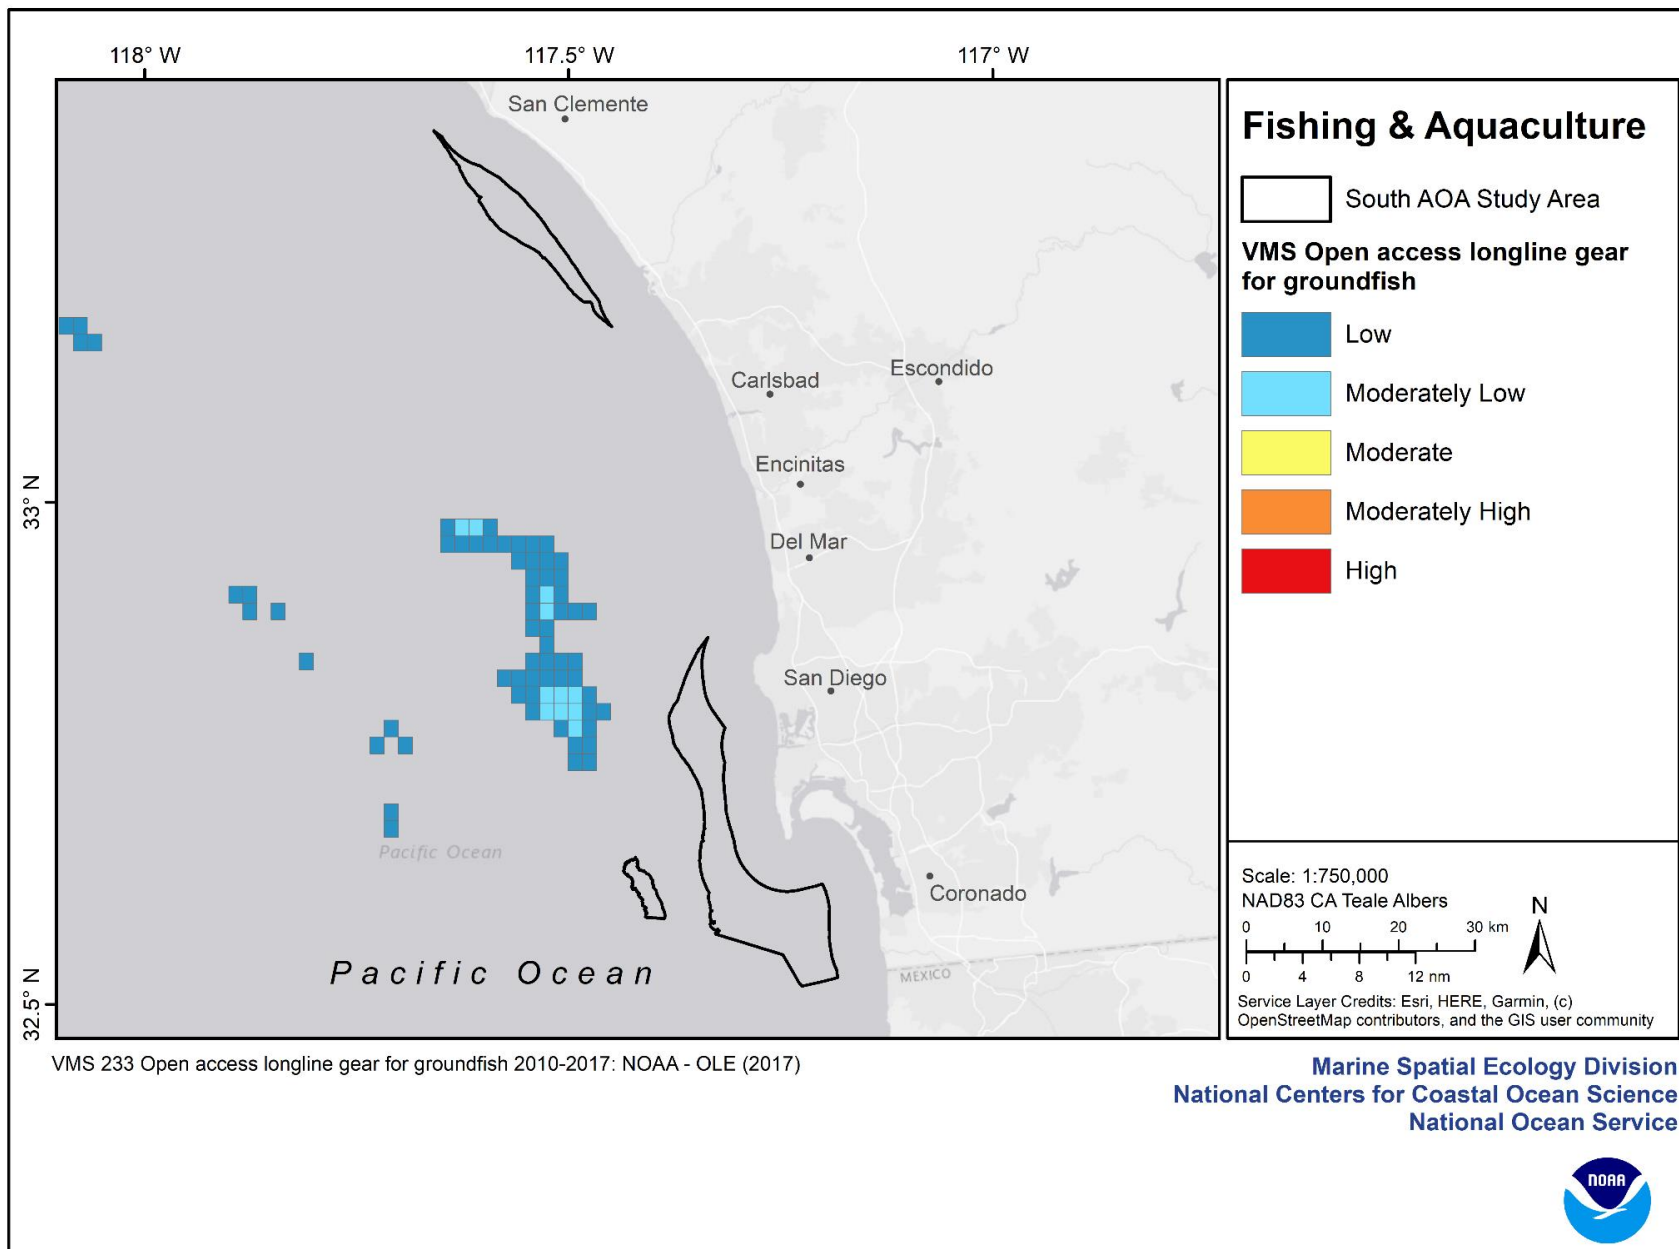 118° W
117.5° W
117° W
San Clemente
Carlsbad
Escondido
Encinitas
Del Mar
San Diego
Coronado
MEXICO
Pacific Ocean
Pacific Ocean
33° N
32.5° N
Fishing & Aquaculture
South AOA Study Area
VMS Open access longline gear
for groundfish
Low
Moderately Low
Moderate
Moderately High
High
Scale: 1:750,000
NAD83 CA Teale Albers
0 10 20 30 km
0 4 8 12 nm
N
Service Layer Credits: Esri, HERE, Garmin, (c)
OpenStreetMap contributors, and the GIS user community
VMS 233 Open access longline gear for groundfish 2010-2017: NOAA - OLE (2017)
Marine Spatial Ecology Division
National Centers for Coastal Ocean Science
National Ocean Service
NOAA